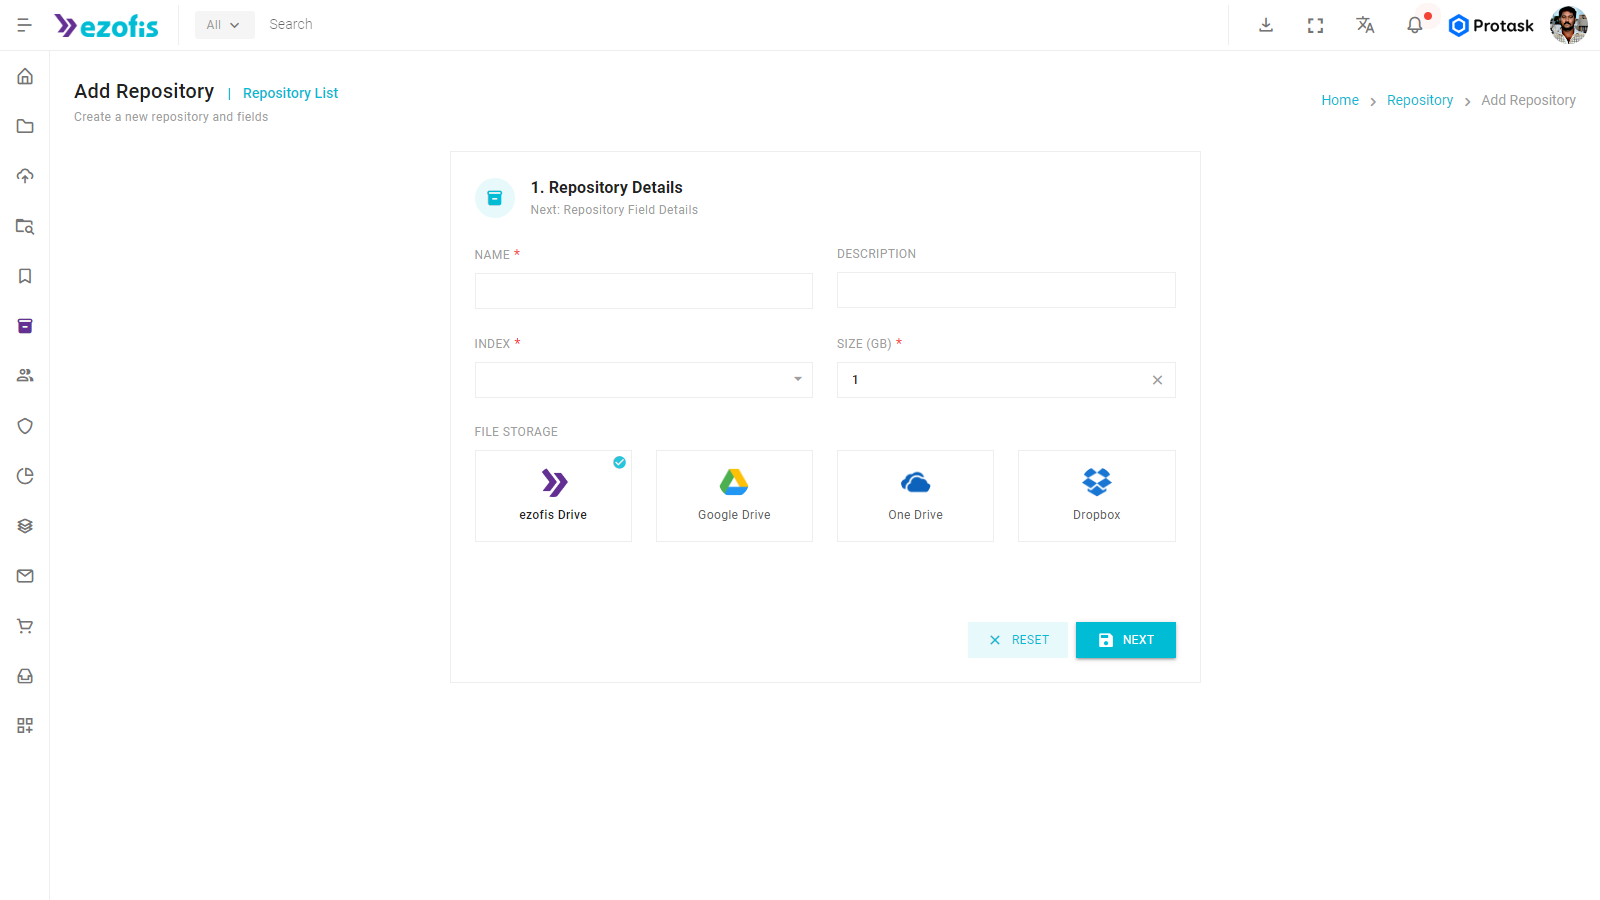 ezofis
All
Search
Protask
Add Repository | Repository List
Create a new repository and fields
Home > Repository > Add Repository
1. Repository Details
Next: Repository Field Details
NAME *
DESCRIPTION
INDEX *
SIZE (GB) *
1
FILE STORAGE
ezofis Drive
Google Drive
One Drive
Dropbox
RESET
NEXT